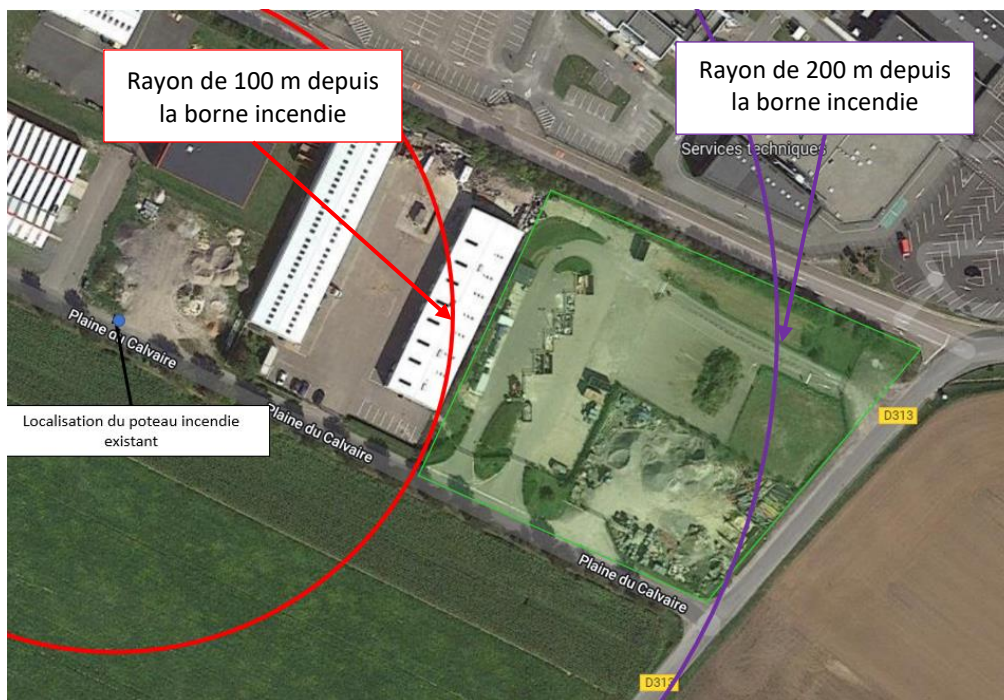 Rayon de 100 m depuis
la borne incendie
Rayon de 200 m depuis
la borne incendie
Services techniques
Plaine du Calvaire
Localisation du poteau incendie
existant
Plaine du Calvaire
D313
Plaine du Calvaire
D313